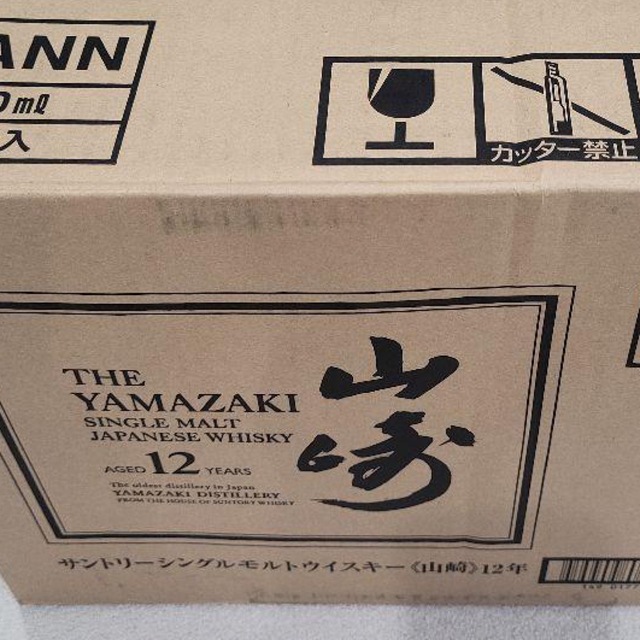 ANN
0ml
入
カッター禁止
THE
YAMAZAKI
SINGLE MALT
JAPANESE WHISKY
AGED 12 YEARS
The oldest distillery in Japan
YAMAZAKI DISTILLERY
FROM THE HOUSE OF SUNTORY WHISKY
山崎
サントリーシングルモルトウイスキー《山崎》12年